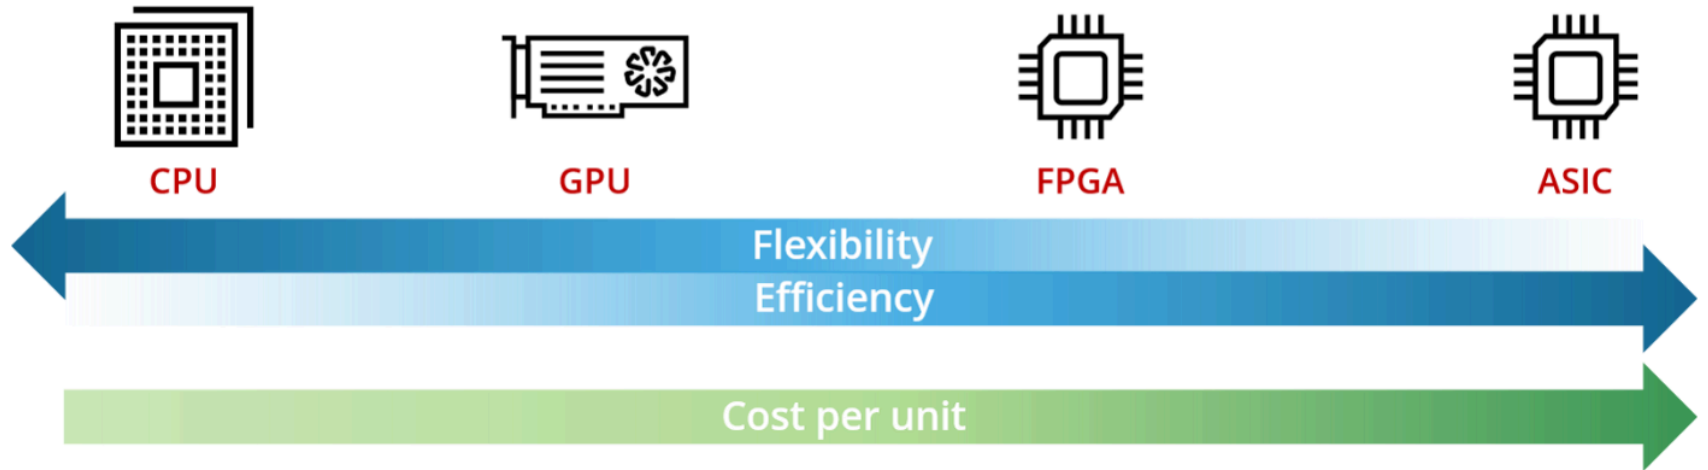 CPU
GPU
FPGA
ASIC
Flexibility
Efficiency
Cost per unit